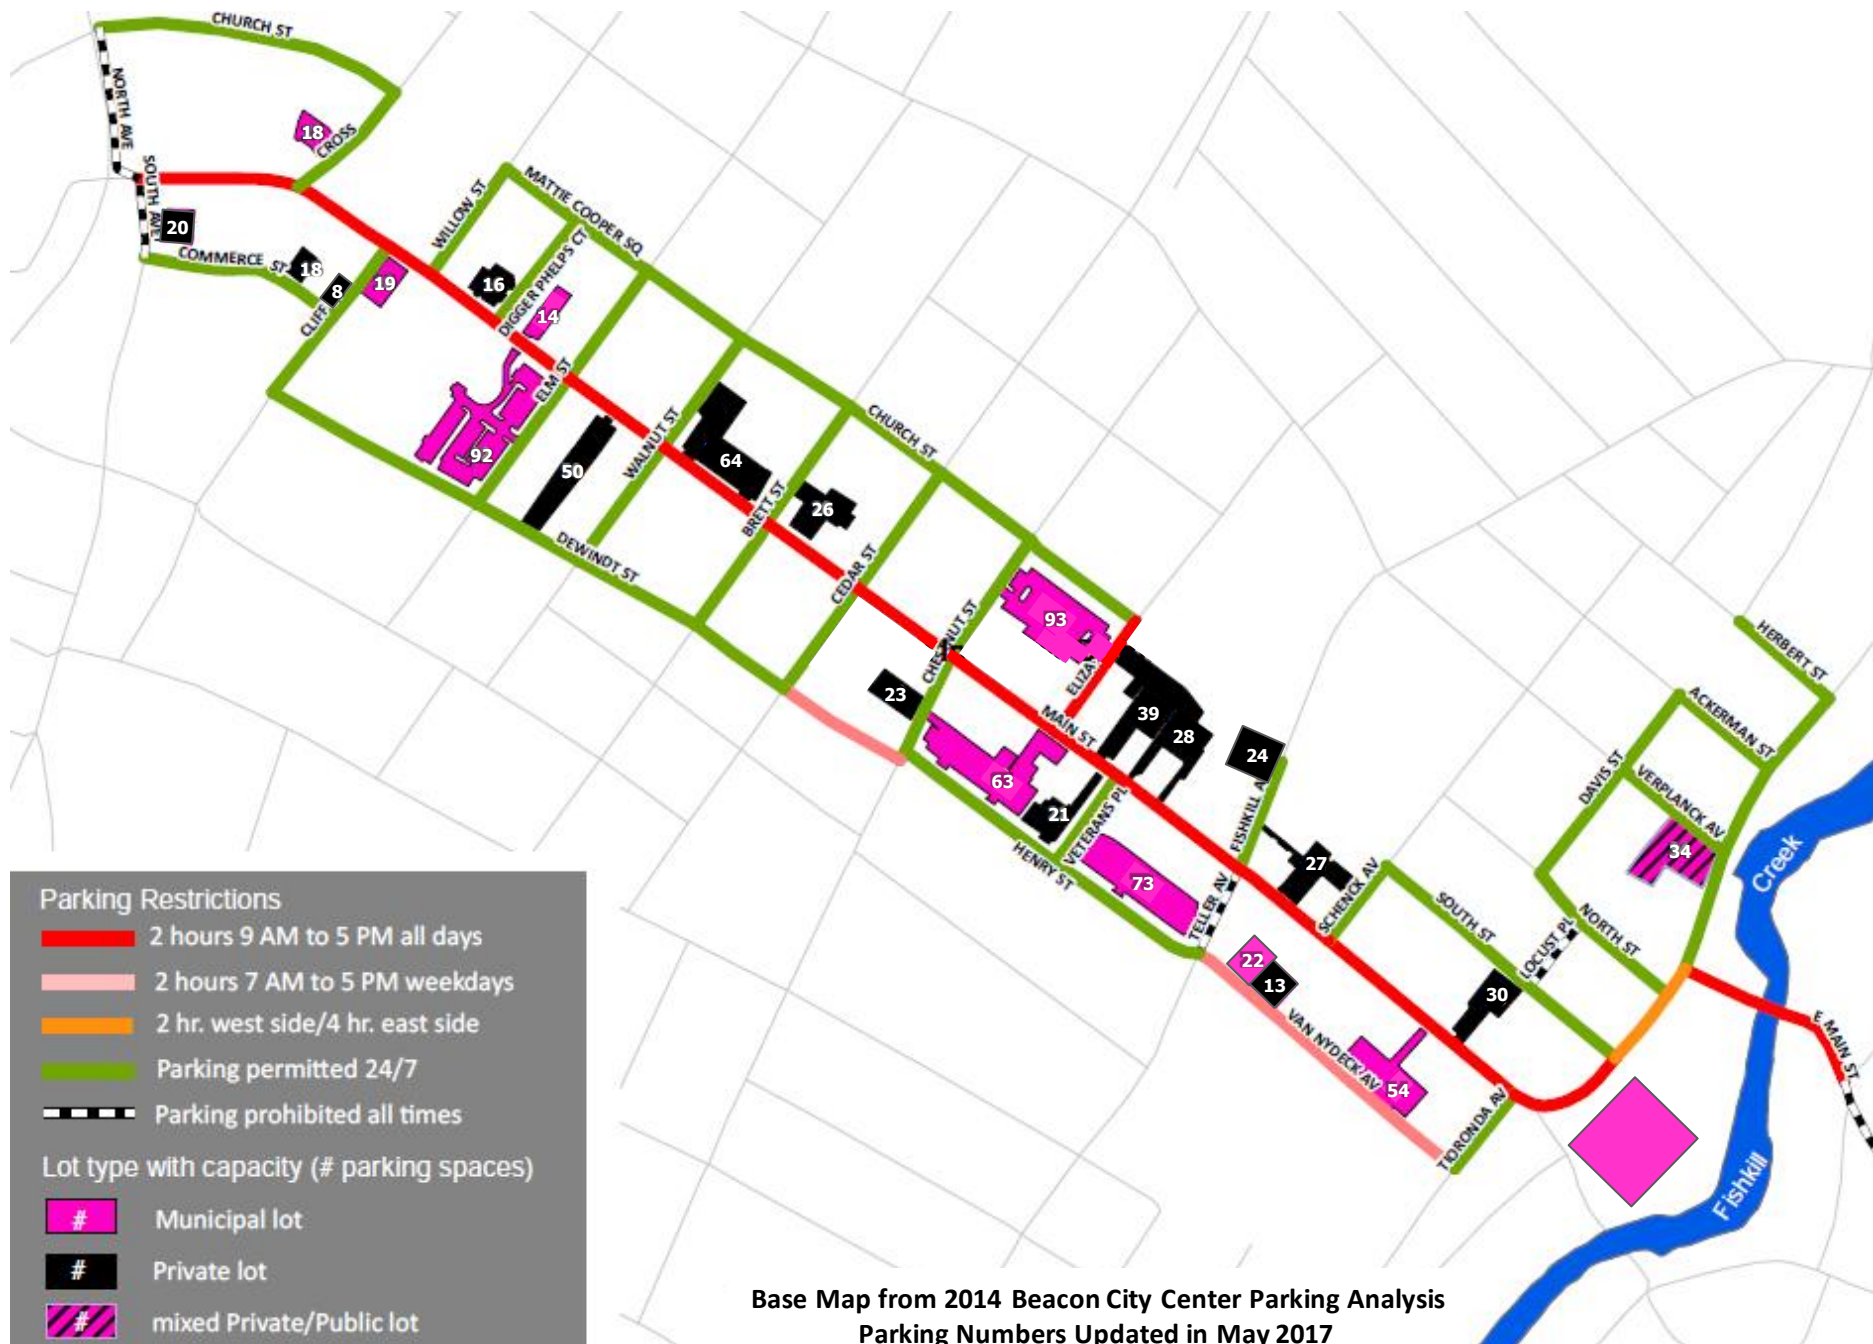 CHURCH ST
NORTH AVE
18
CROSS
SOUTH AVE
20
COMMERCE ST
18
8
CLIFF
19
WILLOW ST
MATTIE COOPER SQ
16
DIGGER PHELPS CT
14
ELM ST
92
50
WALNUT ST
64
BRETT ST
26
CHURCH ST
DEWINDT ST
CEDAR ST
CHESTNUT ST
93
ELIZA
23
MAIN ST
39
28
24
63
21
VETERANS PL
HENRY ST
73
FISHKILL A
TELLER AV
27
SCHENCK AV
22
13
VAN NYDECK AV
54
SOUTH ST
30
LOCUST PL
NORTH ST
TIORONDA AV
DAVIS ST
VERPLANCK AV
34
ACKERMAN ST
HERBERT ST
E MAIN ST
Creek
Fishkill
Parking Restrictions
2 hours 9 AM to 5 PM all days
2 hours 7 AM to 5 PM weekdays
2 hr. west side/4 hr. east side
Parking permitted 24/7
Parking prohibited all times
Lot type with capacity (# parking spaces)
# Municipal lot
# Private lot
# mixed Private/Public lot
Base Map from 2014 Beacon City Center Parking Analysis
Parking Numbers Updated in May 2017